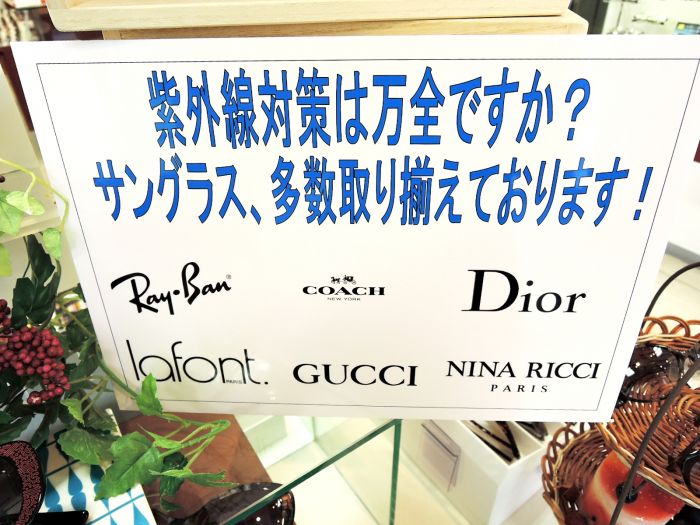 紫外線対策は万全ですか？
サングラス、多数取り揃えております！
Ray-Ban®
COACH
NEW YORK
Dior
lafont.
PARIS
GUCCI
NINA RICCI
PARIS